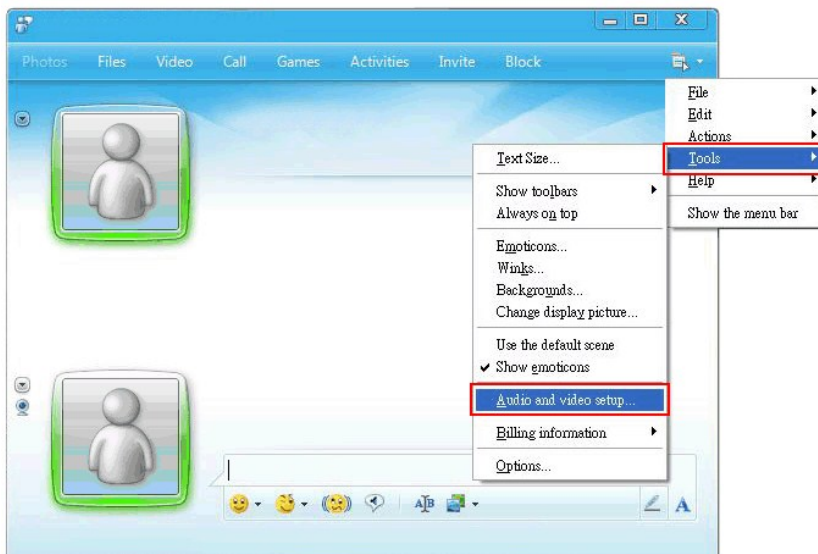 Photos Files Video Call Games Activities Invite Block
File
Edit
Actions
Tools
Help
Show the menu bar
Text Size...
Show toolbars
Always on top
Emoticons...
Winks...
Backgrounds...
Change display picture...
Use the default scene
Show emoticons
Audio and video setup...
Billing information
Options...
AB
A